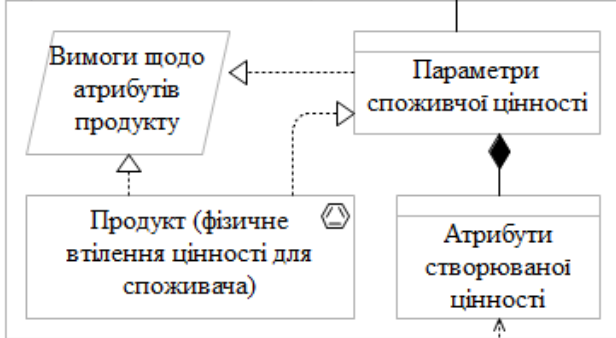 Вимоги щодо
атрибутів
продукту
Параметри
споживчої цінності
Продукт (фізичне
втілення цінності для
споживача)
Атрибути
створюваної
цінності